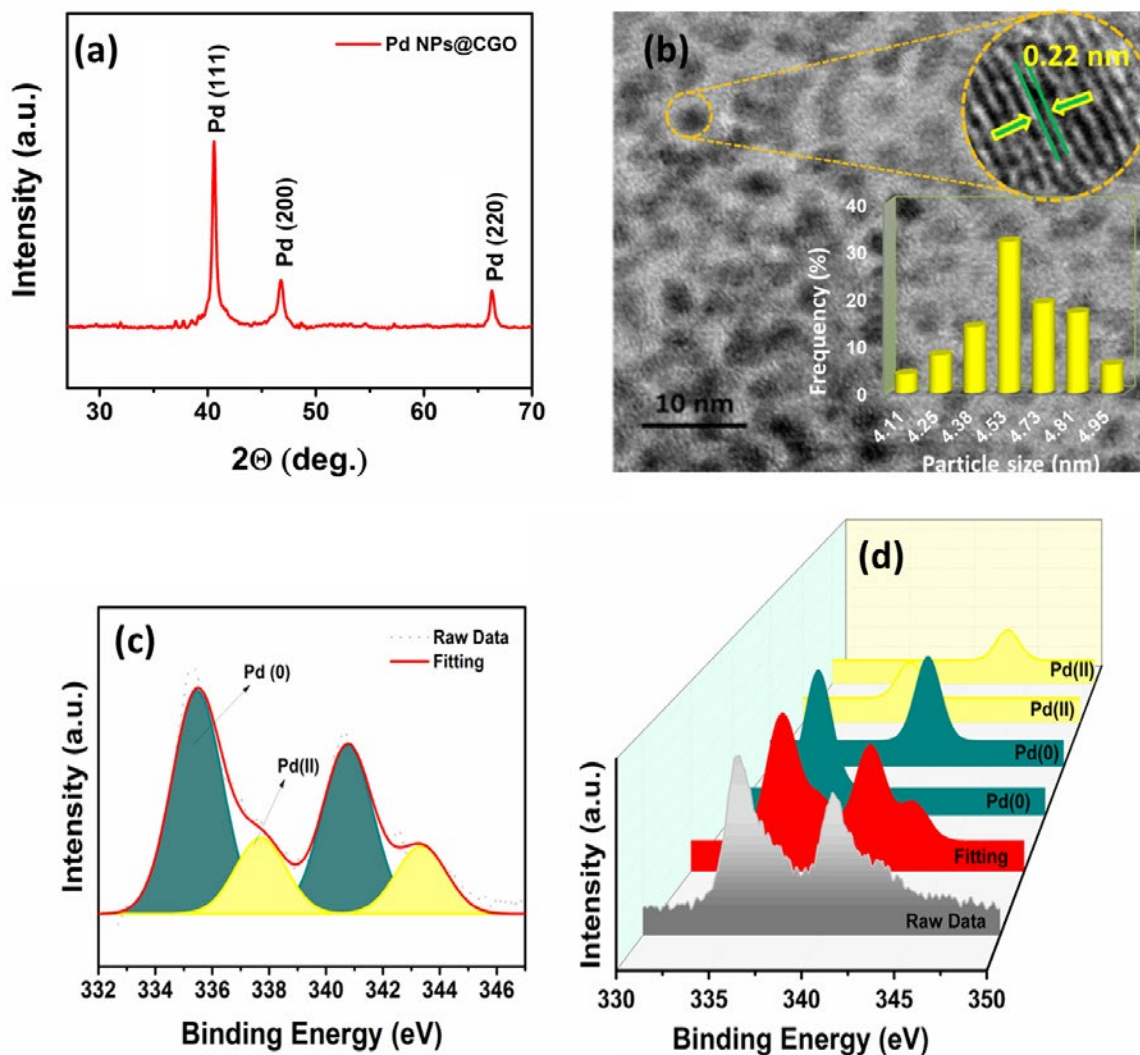 (a)
Pd NPs@CGO
Pd (111)
Pd (200)
Pd (220)
Intensity (a.u.)
30 40 50 60 70
2Θ (deg.)
(b)
0.22 nm
10 nm
Frequency (%)
40
30
20
10
0
4.11 4.25 4.38 4.53 4.73 4.81 4.95
Particle size (nm)
(c)
Raw Data
Fitting
Pd (0)
Pd(II)
Intensity (a.u.)
332 334 336 338 340 342 344 346
Binding Energy (eV)
(d)
Pd(II)
Pd(II)
Pd(0)
Pd(0)
Fitting
Raw Data
Intensity (a.u.)
330 335 340 345 350
Binding Energy (eV)